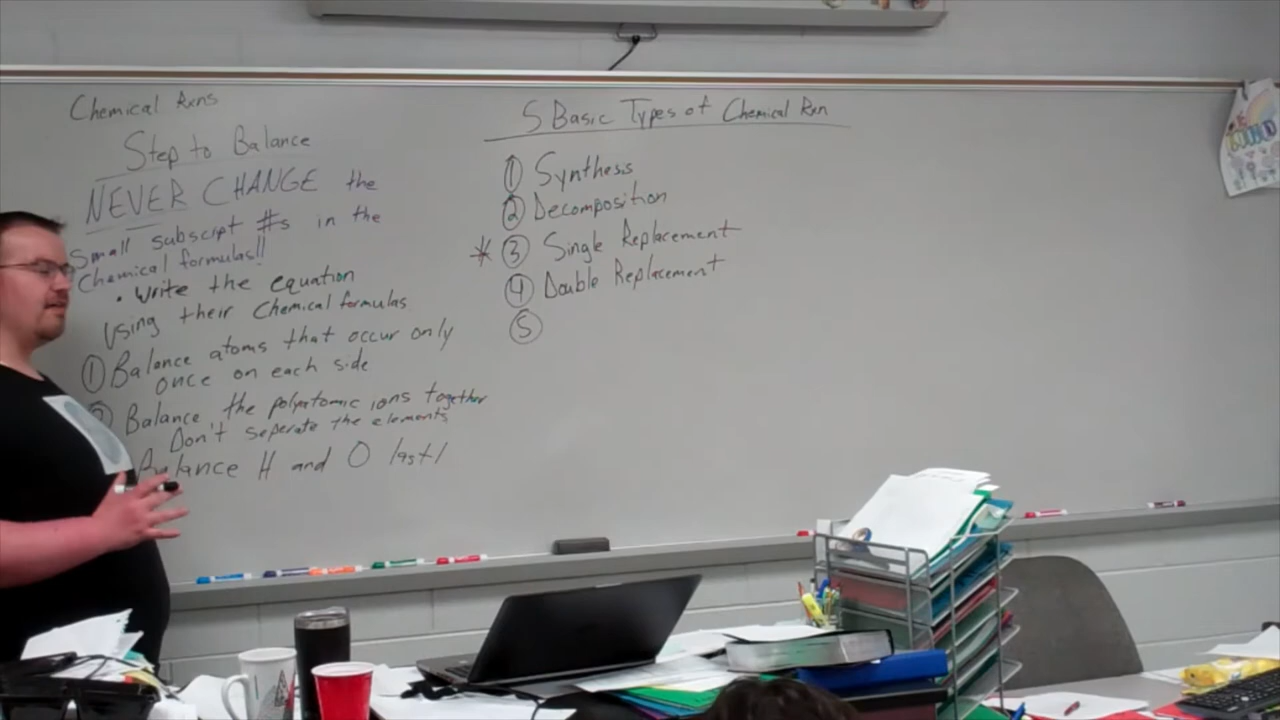 Chemical Rxns
Step to Balance
NEVER CHANGE the
Small subscript #s in the
Chemical formulas!!
• Write the equation
Using their Chemical formulas
① Balance atoms that occur only
once on each side
② Balance the polyatomic ions together
Don't seperate the elements
Balance H and O last!
5 Basic Types of Chemical Rxn
① Synthesis
② Decomposition
* ③ Single Replacement
④ Double Replacement
⑤